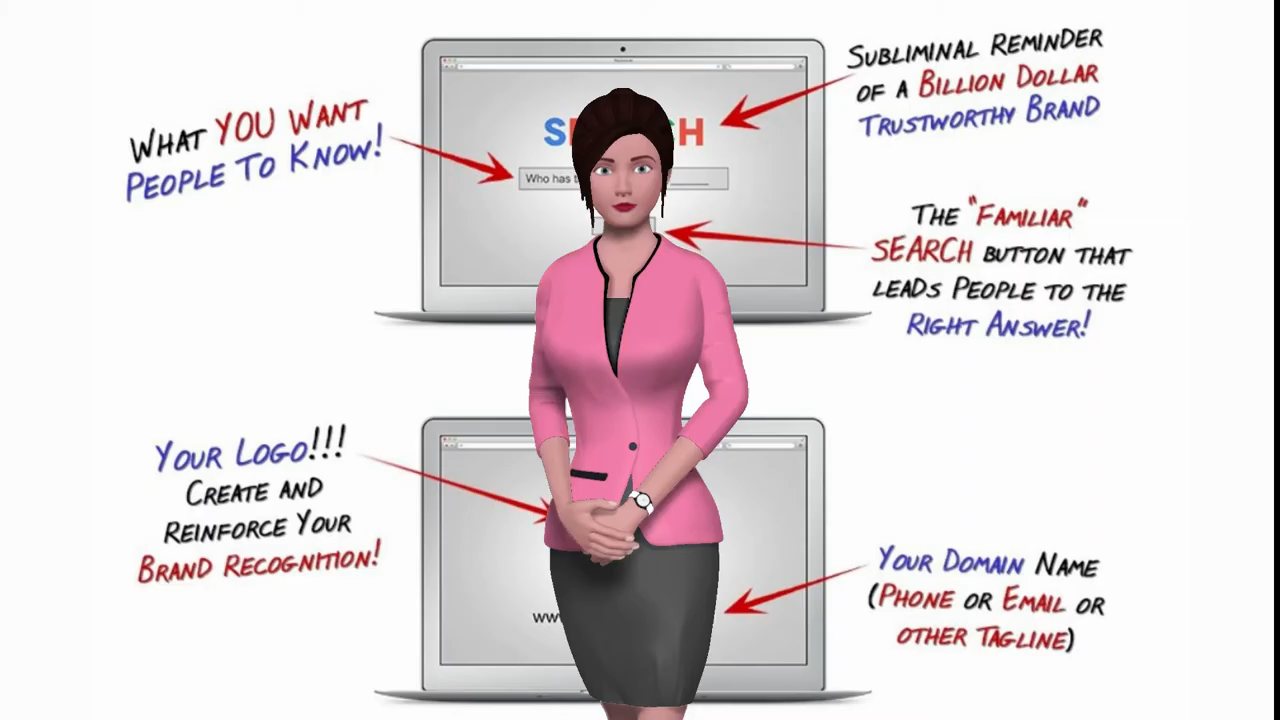 WHAT YOU WANT
PEOPLE TO KNOW!
SUBLIMINAL REMINDER
OF A BILLION DOLLAR
TRUSTWORTHY BRAND
Who has
THE "FAMILIAR"
SEARCH BUTTON THAT
LEADS PEOPLE TO THE
RIGHT ANSWER!
YOUR LOGO!!!
CREATE AND
REINFORCE YOUR
BRAND RECOGNITION!
YOUR DOMAIN NAME
(PHONE OR EMAIL OR
OTHER TAGLINE)